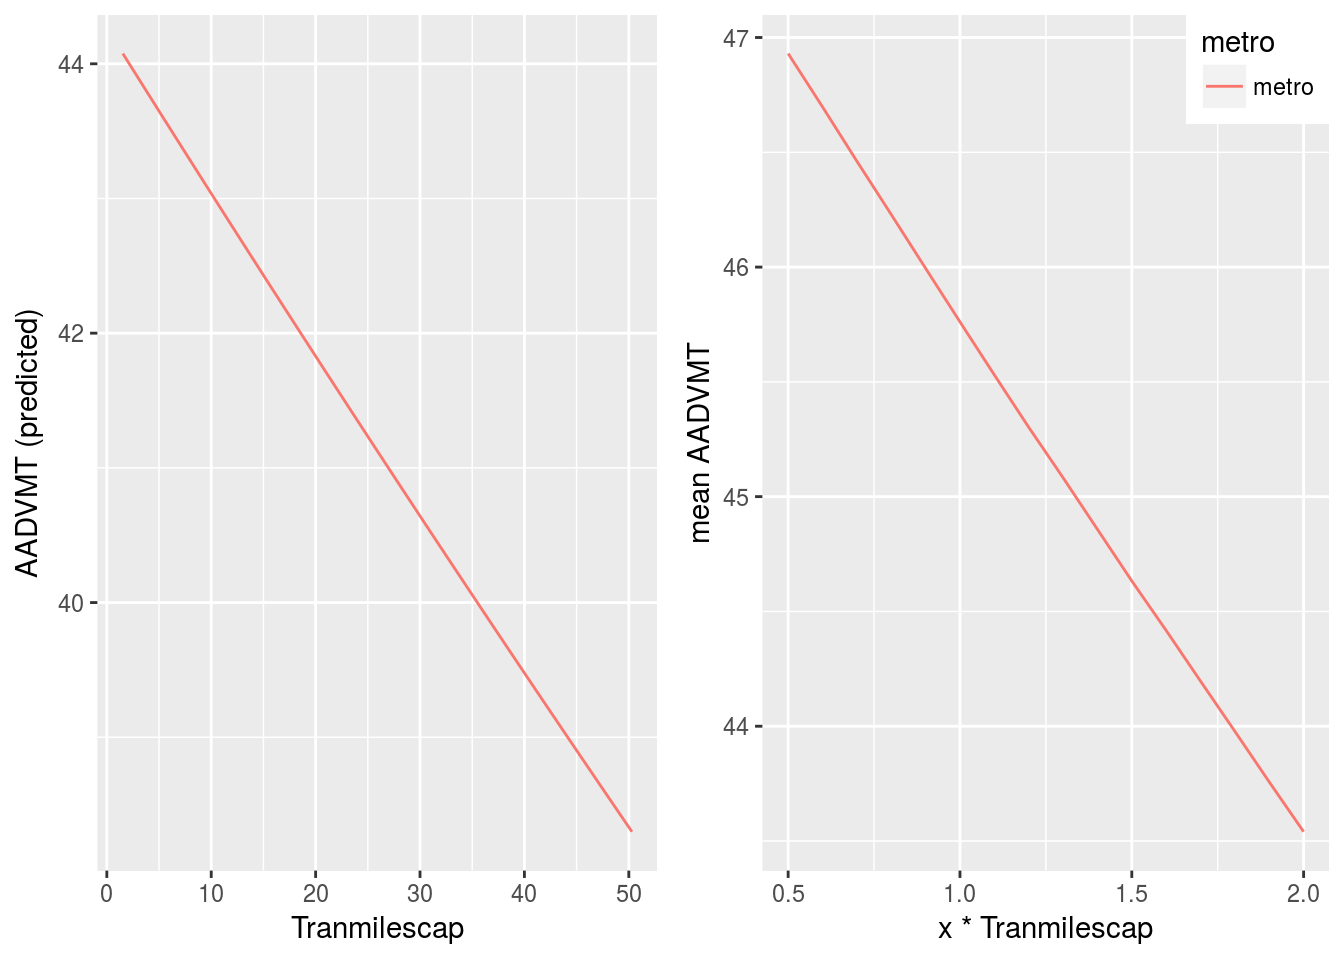 AADVMT (predicted)
44
42
40
0 10 20 30 40 50
Tranmilescap
mean AADVMT
47
46
45
44
0.5 1.0 1.5 2.0
x * Tranmilescap
metro
metro